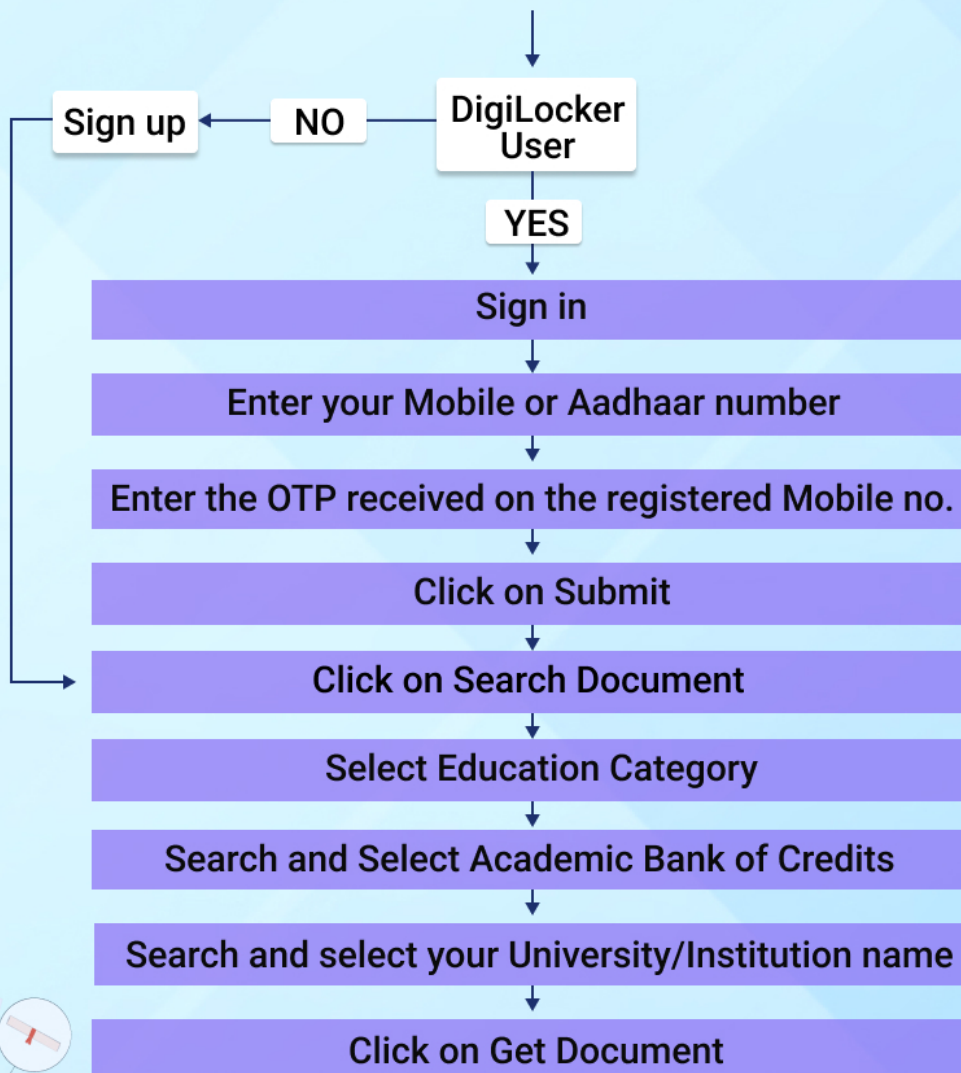 DigiLocker
User
NO
Sign up
YES
Sign in
Enter your Mobile or Aadhaar number
Enter the OTP received on the registered Mobile no.
Click on Submit
Click on Search Document
Select Education Category
Search and Select Academic Bank of Credits
Search and select your University/Institution name
Click on Get Document